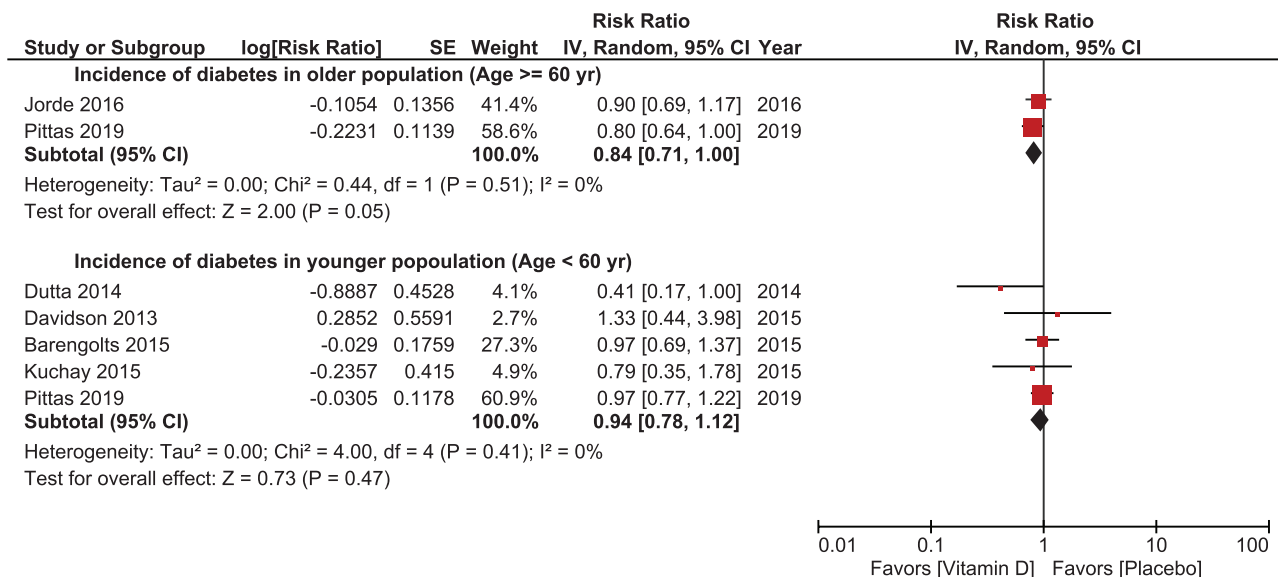 Risk Ratio Risk Ratio
Study or Subgroup log[Risk Ratio] SE Weight IV, Random, 95% CI Year IV, Random, 95% CI
Incidence of diabetes in older population (Age >= 60 yr)
Jorde 2016 -0.1054 0.1356 41.4% 0.90 [0.69, 1.17] 2016
Pittas 2019 -0.2231 0.1139 58.6% 0.80 [0.64, 1.00] 2019
Subtotal (95% CI) 100.0% 0.84 [0.71, 1.00]
Heterogeneity: Tau² = 0.00; Chi² = 0.44, df = 1 (P = 0.51); I² = 0%
Test for overall effect: Z = 2.00 (P = 0.05)
Incidence of diabetes in younger popoulation (Age < 60 yr)
Dutta 2014 -0.8887 0.4528 4.1% 0.41 [0.17, 1.00] 2014
Davidson 2013 0.2852 0.5591 2.7% 1.33 [0.44, 3.98] 2015
Barengolts 2015 -0.029 0.1759 27.3% 0.97 [0.69, 1.37] 2015
Kuchay 2015 -0.2357 0.415 4.9% 0.79 [0.35, 1.78] 2015
Pittas 2019 -0.0305 0.1178 60.9% 0.97 [0.77, 1.22] 2019
Subtotal (95% CI) 100.0% 0.94 [0.78, 1.12]
Heterogeneity: Tau² = 0.00; Chi² = 4.00, df = 4 (P = 0.41); I² = 0%
Test for overall effect: Z = 0.73 (P = 0.47)
0.01 0.1 1 10 100
Favors [Vitamin D] Favors [Placebo]